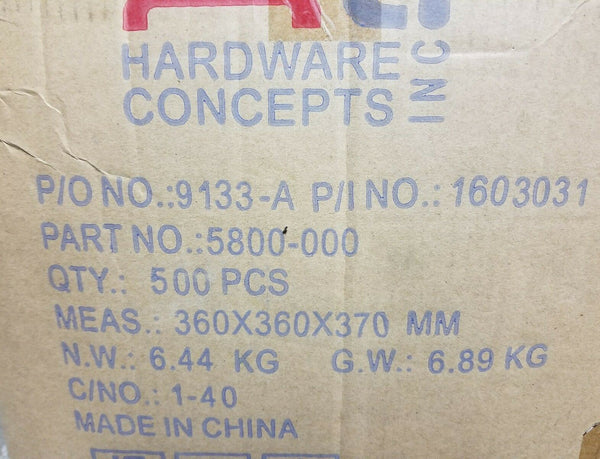 HARDWARE
CONCEPTS INC
P/O NO.:9133-A P/I NO.: 1603031
PART NO.:5800-000
QTY.: 500 PCS
MEAS.: 360X360X370 MM
N.W.: 6.44 KG G.W.: 6.89 KG
C/NO.: 1-40
MADE IN CHINA